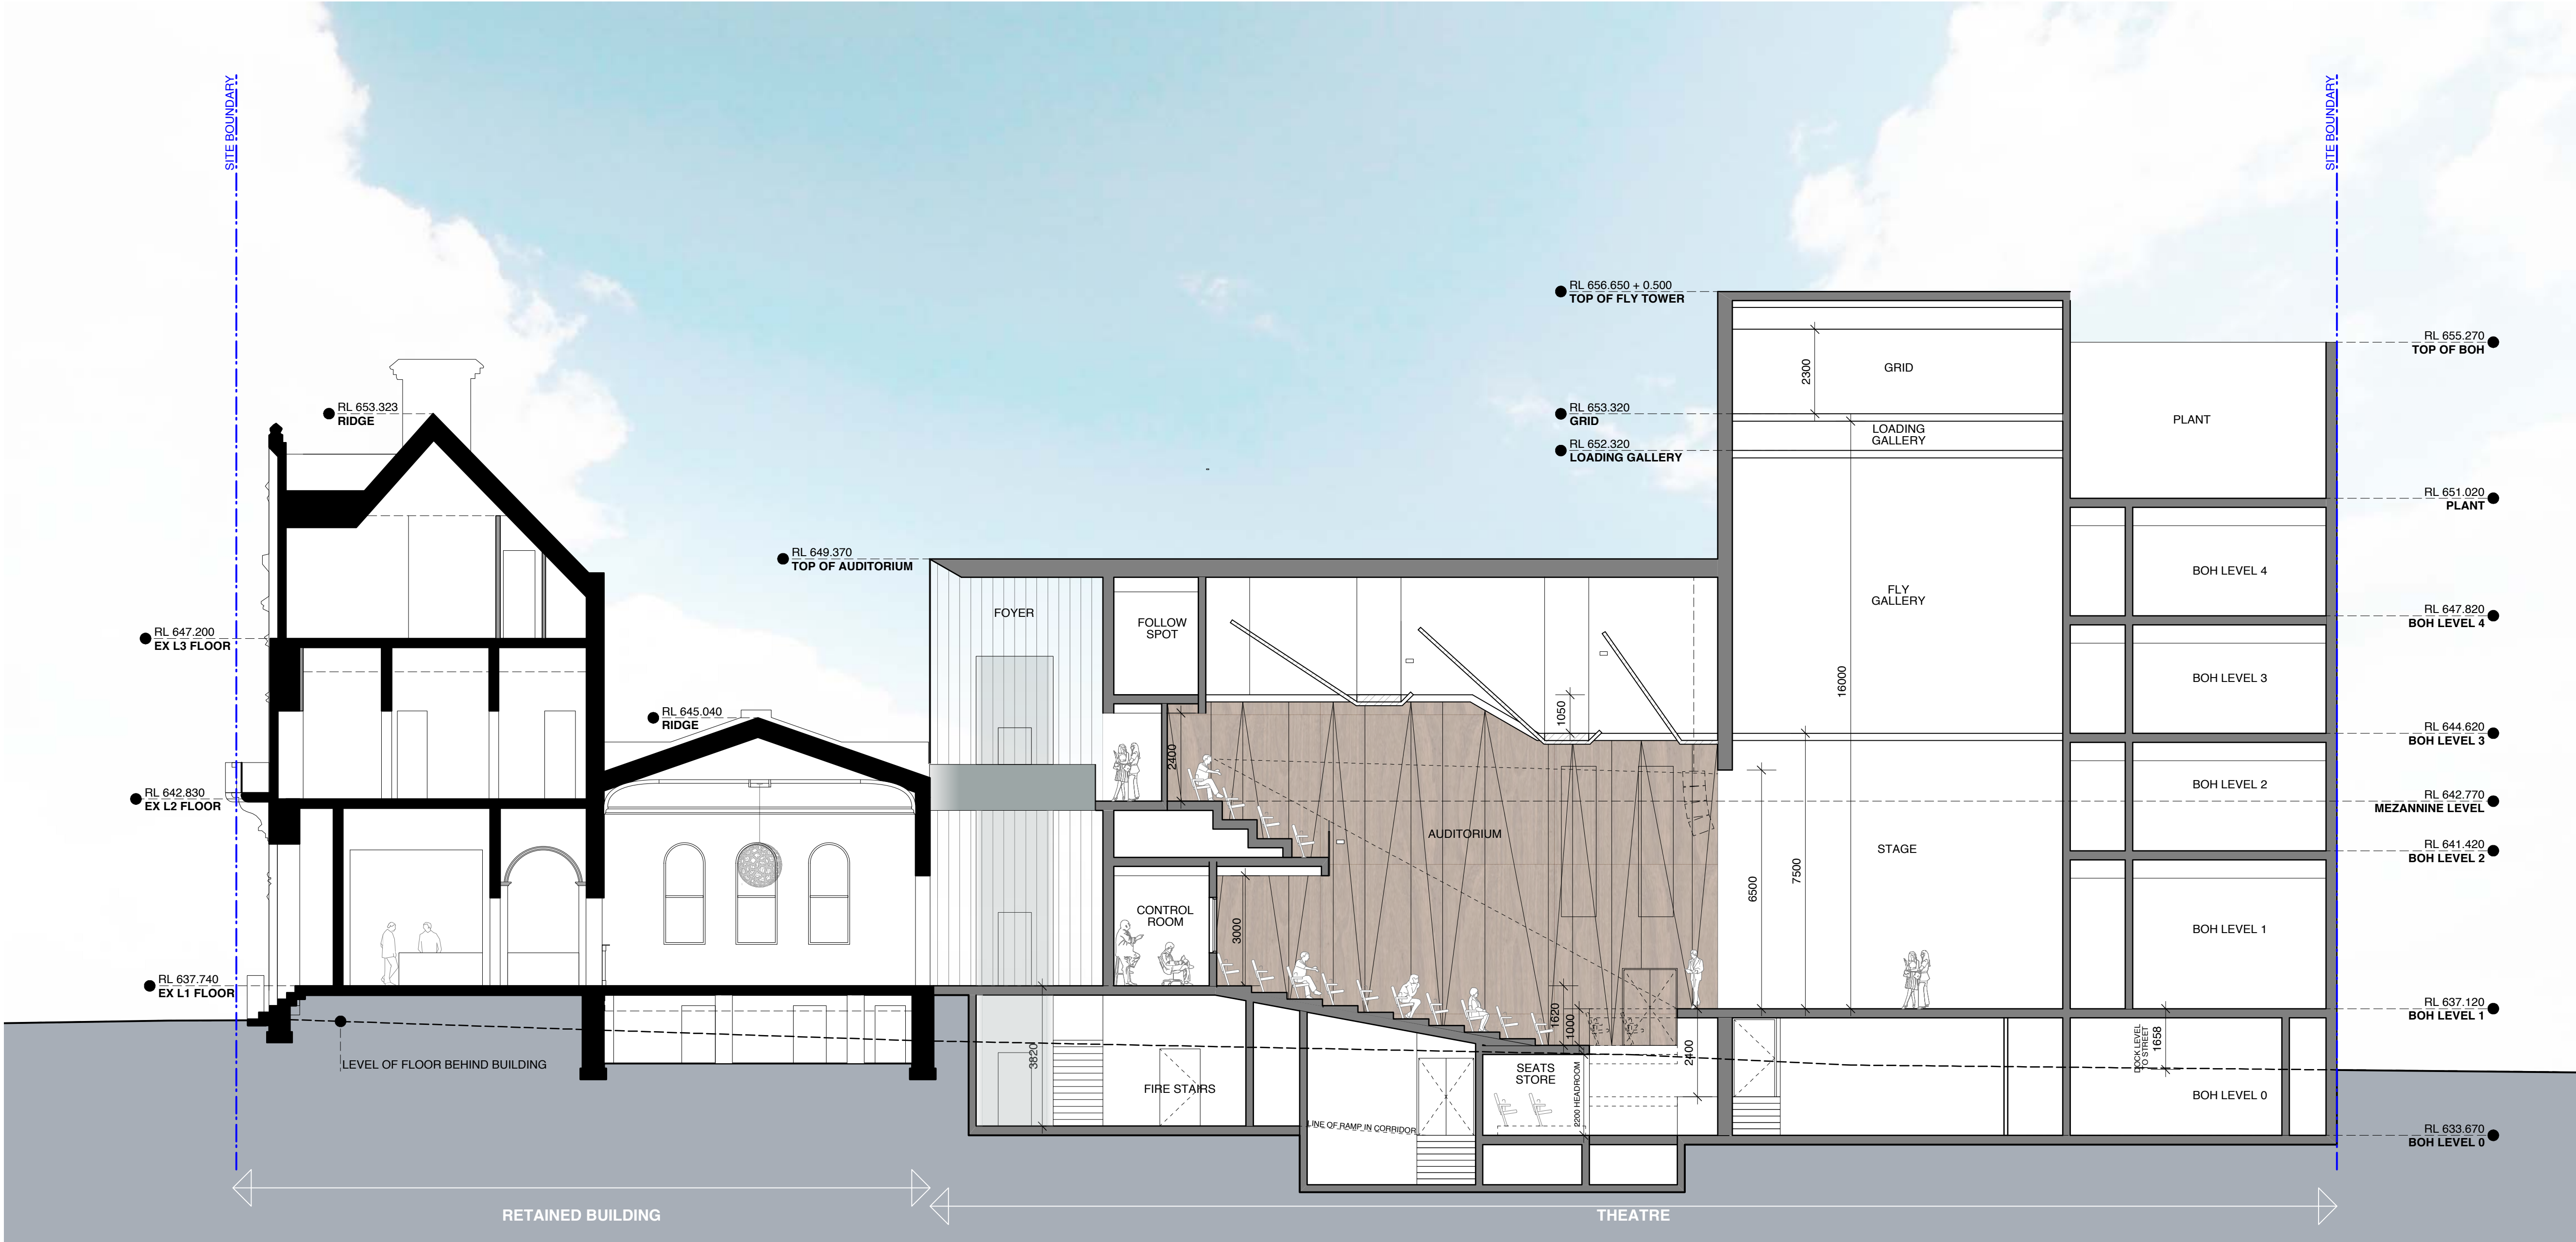 SITE BOUNDARY
SITE BOUNDARY
RL 656.650 + 0.500
TOP OF FLY TOWER
RL 655.270
TOP OF BOH
2300
GRID
RL 653.323
RIDGE
RL 653.320
GRID
LOADING
GALLERY
PLANT
RL 652.320
LOADING GALLERY
RL 651.020
PLANT
RL 649.370
TOP OF AUDITORIUM
BOH LEVEL 4
FLY
GALLERY
FOYER
FOLLOW
SPOT
RL 647.820
BOH LEVEL 4
RL 647.200
EX L3 FLOOR
16000
BOH LEVEL 3
RL 645.040
RIDGE
1050
RL 644.620
BOH LEVEL 3
2400
BOH LEVEL 2
RL 642.830
EX L2 FLOOR
RL 642.770
MEZANNINE LEVEL
AUDITORIUM
STAGE
RL 641.420
BOH LEVEL 2
6500
7500
CONTROL
ROOM
3000
BOH LEVEL 1
RL 637.740
EX L1 FLOOR
RL 637.120
BOH LEVEL 1
1620
1000
2400
DOCK LEVEL
TO STREET
1658
3820
LEVEL OF FLOOR BEHIND BUILDING
FIRE STAIRS
SEATS
STORE
2200 HEADROOM
BOH LEVEL 0
LINE OF RAMP IN CORRIDOR
RL 633.670
BOH LEVEL 0
RETAINED BUILDING
THEATRE